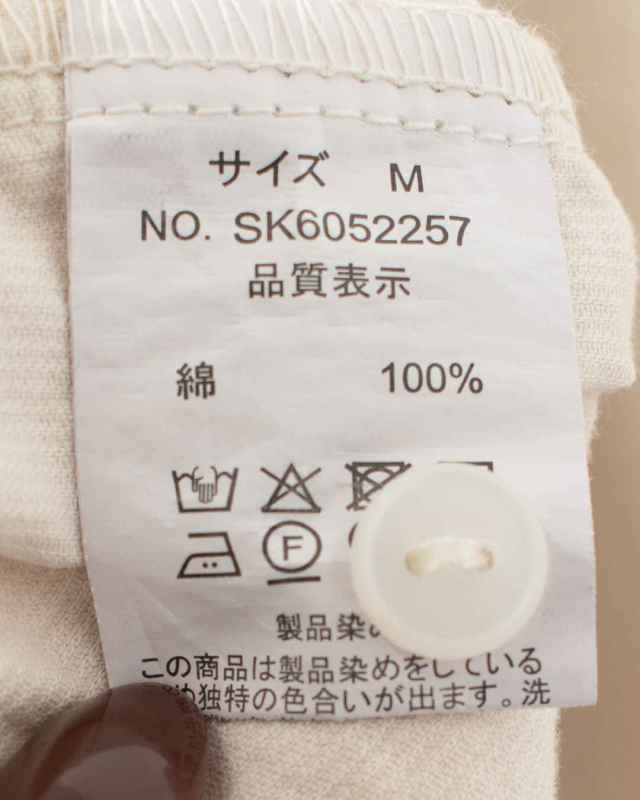 サイズ M
NO. SK6052257
品質表示
綿 100%
F
製品染め
この商品は製品染めをしている
独特の色合いが出ます。洗